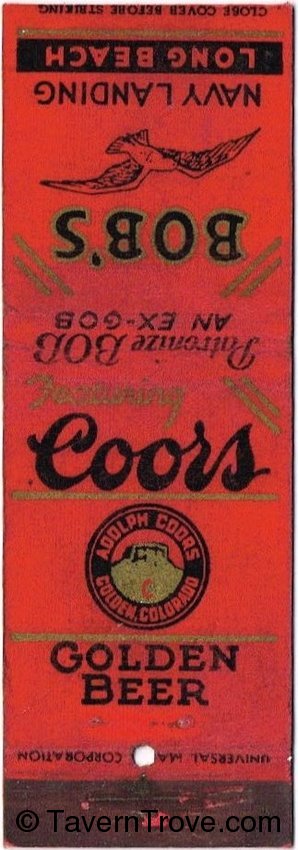 Patronize BOB
AN EX-GOB
BOB'S
NAVY LANDING
LONG BEACH
CLOSE COVER BEFORE STRIKING
Featuring
Coors
ADOLPH COORS
GOLDEN, COLORADO
GOLDEN
BEER
UNIVERSAL MA CORPORATION
© TavernTrove.com